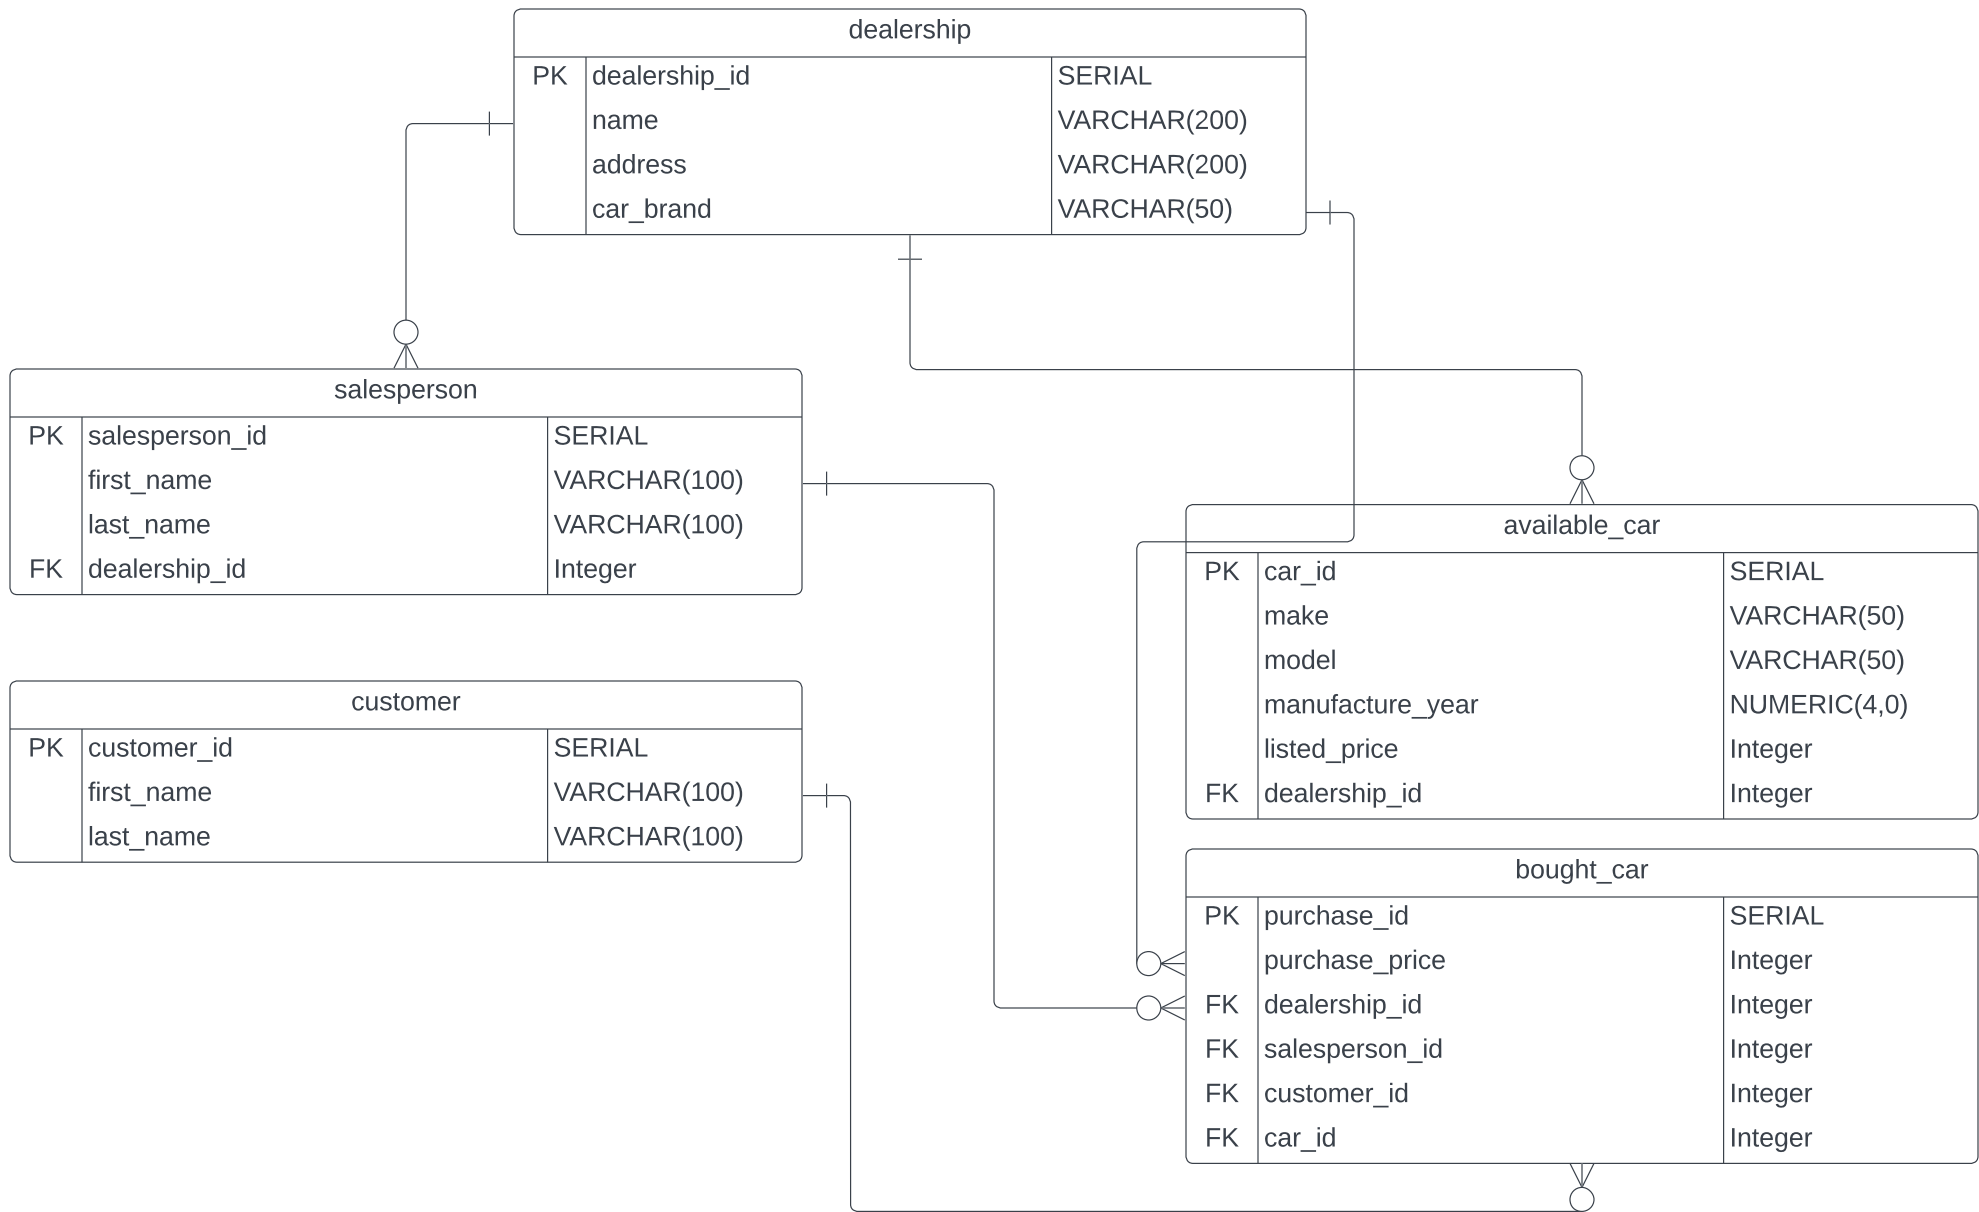 dealership
PK dealership_id SERIAL
name VARCHAR(200)
address VARCHAR(200)
car_brand VARCHAR(50)
salesperson
PK salesperson_id SERIAL
first_name VARCHAR(100)
last_name VARCHAR(100)
FK dealership_id Integer
customer
PK customer_id SERIAL
first_name VARCHAR(100)
last_name VARCHAR(100)
available_car
PK car_id SERIAL
make VARCHAR(50)
model VARCHAR(50)
manufacture_year NUMERIC(4,0)
listed_price Integer
FK dealership_id Integer
bought_car
PK purchase_id SERIAL
purchase_price Integer
FK dealership_id Integer
FK salesperson_id Integer
FK customer_id Integer
FK car_id Integer